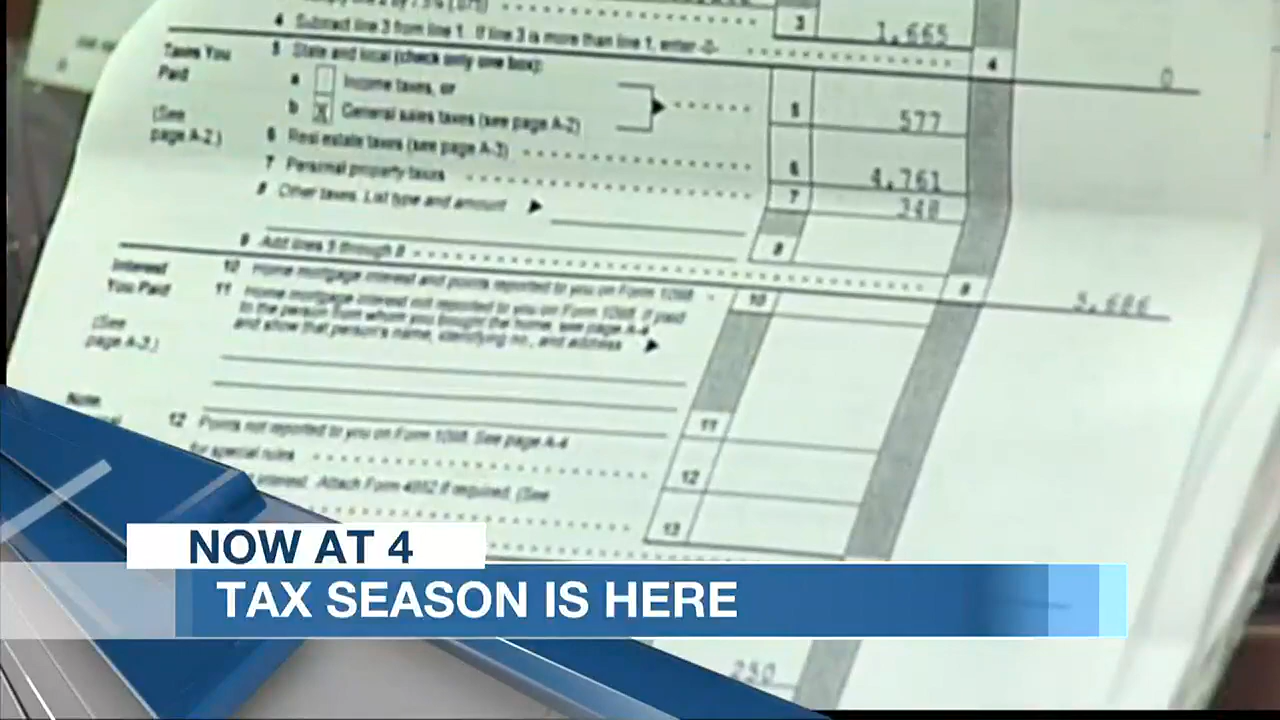 3 1,665
4 Subtract line 3 from line 1. If line 3 is more than line 1, enter -0- 4 0
Taxes You Paid
(See page A-2.)
5 State and local (check only one box):
a Income taxes, or
b X General sales taxes (see page A-2) 5 577
6 Real estate taxes (see page A-3) 6 4,761
7 Personal property taxes 7 348
8 Other taxes. List type and amount 8
9 Add lines 5 through 8 9 5,686
Interest You Paid
(See page A-3.)
10 Home mortgage interest and points reported to you on Form 1098 10
11 Home mortgage interest not reported to you on Form 1098. If paid
to the person from whom you bought the home, see page A-4
and show that person's name, identifying no., and address
11
Note
12 Points not reported to you on Form 1098. See page A-4
for special rules 12
interest. Attach Form 4952 if required. (See
13
NOW AT 4
TAX SEASON IS HERE
250